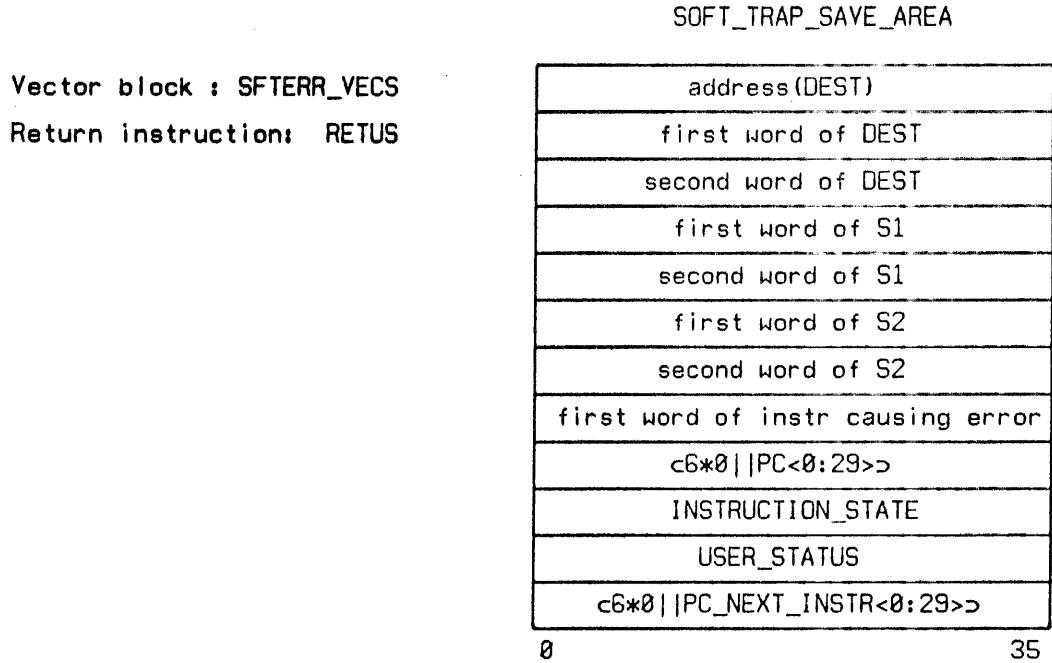 SOFT_TRAP_SAVE_AREA
Vector block : SFTERR_VECS
Return instruction: RETUS
address(DEST)
first word of DEST
second word of DEST
first word of S1
second word of S1
first word of S2
second word of S2
first word of instr causing error
⊂6*0||PC<0:29>⊃
INSTRUCTION_STATE
USER_STATUS
⊂6*0||PC_NEXT_INSTR<0:29>⊃
0 35